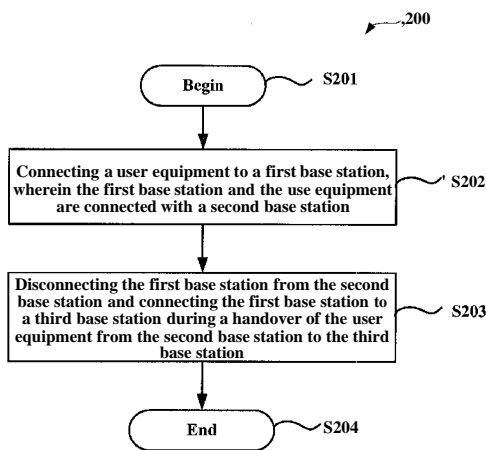 ,200
Begin
S201
Connecting a user equipment to a first base station,
wherein the first base station and the use equipment
are connected with a second base station
' S202
Disconnecting the first base station from the second
base station and connecting the first base station to
a third base station during a handover of the user
equipment from the second base station to the third
base station
S203
End
S204